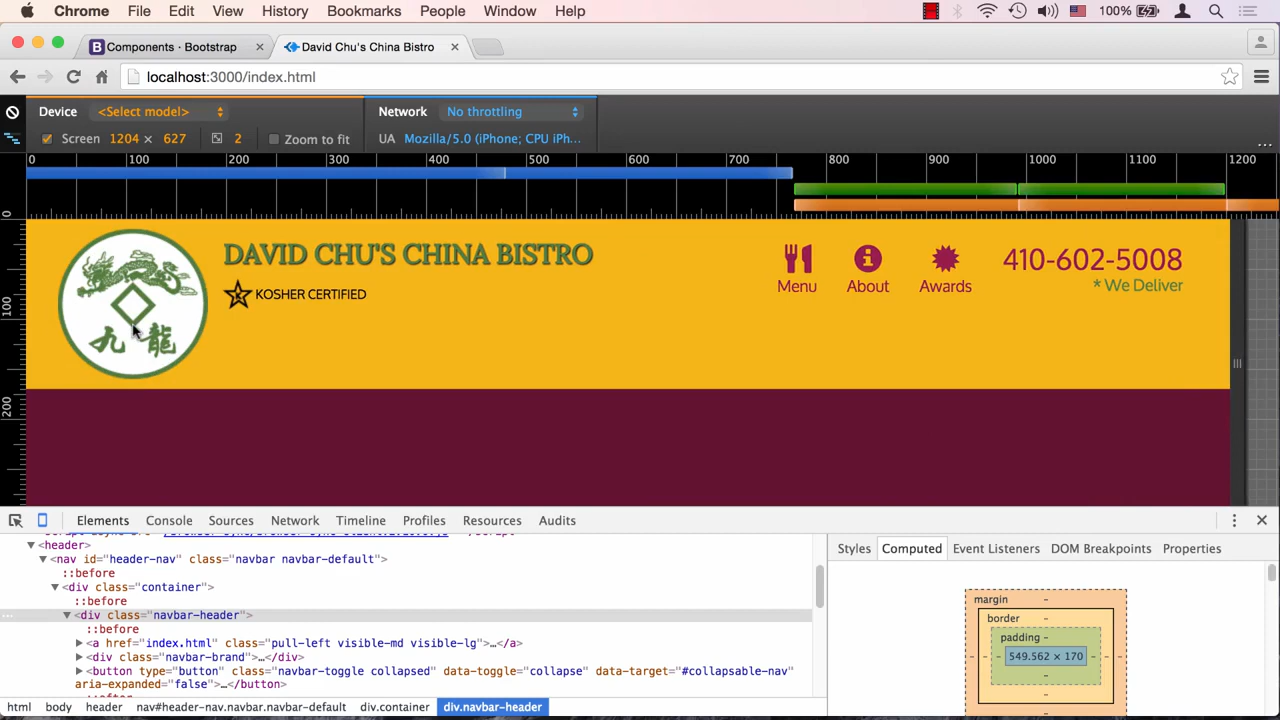 Chrome File Edit View History Bookmarks People Window Help 100%
Components · Bootstrap × David Chu's China Bistro ×
localhost:3000/index.html
Device <Select model> Network No throttling
Screen 1204 × 627 2 Zoom to fit UA Mozilla/5.0 (iPhone; CPU iPh...
0 100 200 300 400 500 600 700 800 900 1000 1100 1200
...
0
100
200
DAVID CHU'S CHINA BISTRO
KOSHER CERTIFIED
九龍
Menu About Awards
410-602-5008
* We Deliver
Elements Console Sources Network Timeline Profiles Resources Audits
<header>
<nav id="header-nav" class="navbar navbar-default">
::before
<div class="container">
::before
<div class="navbar-header">
::before
<a href="index.html" class="pull-left visible-md visible-lg">…</a>
<div class="navbar-brand">…</div>
<button type="button" class="navbar-toggle collapsed" data-toggle="collapse" data-target="#collapsable-nav"
aria-expanded="false">…</button>
html body header nav#header-nav.navbar.navbar-default div.container div.navbar-header
Styles Computed Event Listeners DOM Breakpoints Properties
margin -
border -
padding -
- - - 549.562 × 170 - - -
-
-
-